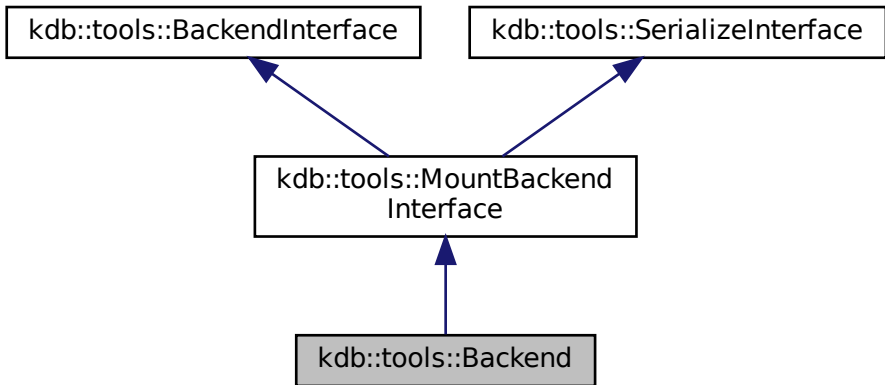 kdb::tools::BackendInterface
kdb::tools::SerializeInterface
kdb::tools::MountBackend
Interface
kdb::tools::Backend